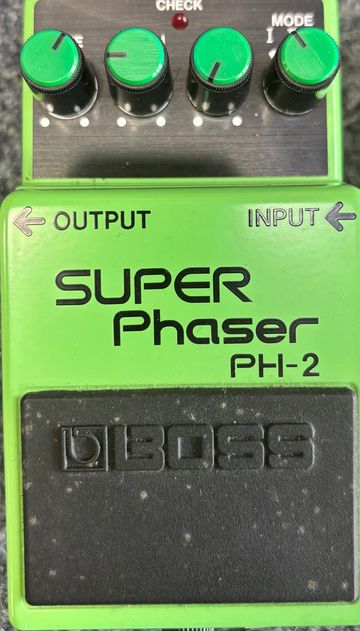 CHECK
MODE
I
OUTPUT
INPUT
SUPER
Phaser
PH-2
BOSS